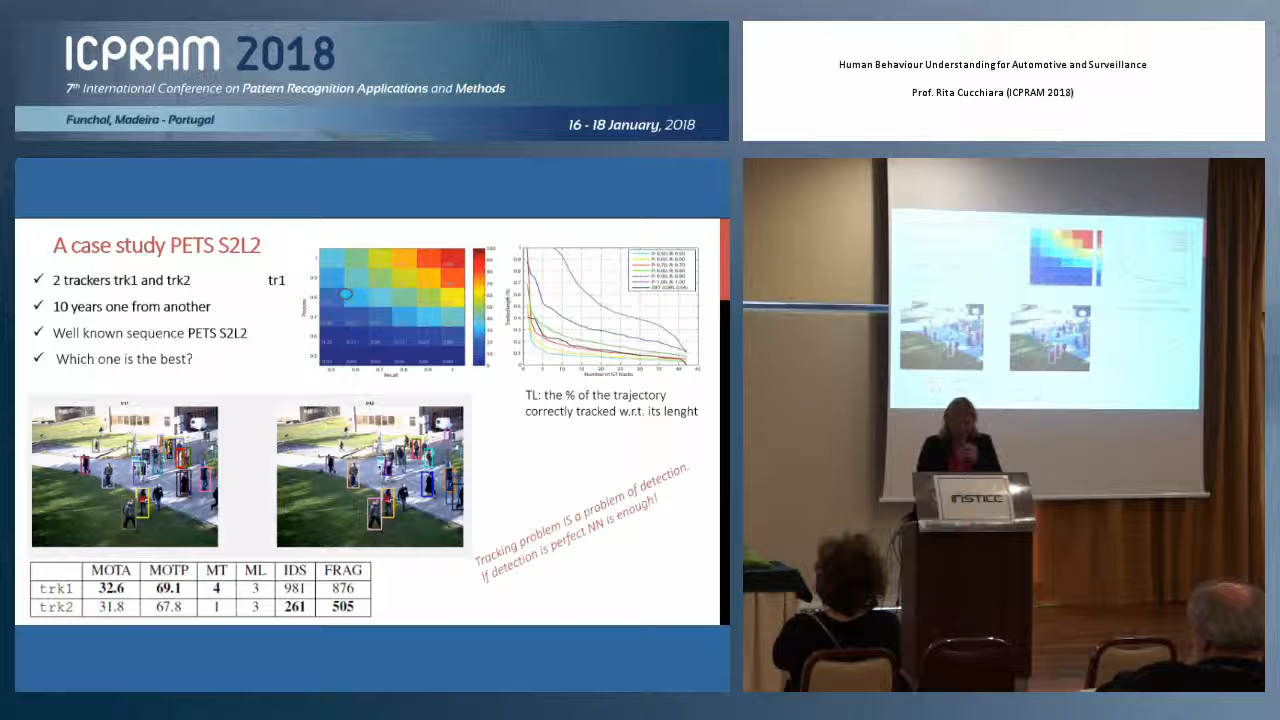 ICPRAM 2018
7th International Conference on Pattern Recognition Applications and Methods
Funchal, Madeira - Portugal
16 - 18 January, 2018
Human Behaviour Understanding for Automotive and Surveillance
Prof. Rita Cucchiara (ICPRAM 2018)
A case study PETS S2L2
✓ 2 trackers trk1 and trk2 tr1
✓ 10 years one from another
✓ Well known sequence PETS S2L2
✓ Which one is the best?
Recall
Number of GT Tracks
TL: the % of the trajectory
correctly tracked w.r.t. its lenght
Tracking problem IS a problem of detection.
If detection is perfect NN is enough!
MOTA MOTP MT ML IDS FRAG
trk1 32.6 69.1 4 3 981 876
trk2 31.8 67.8 1 3 261 505
INSTICC